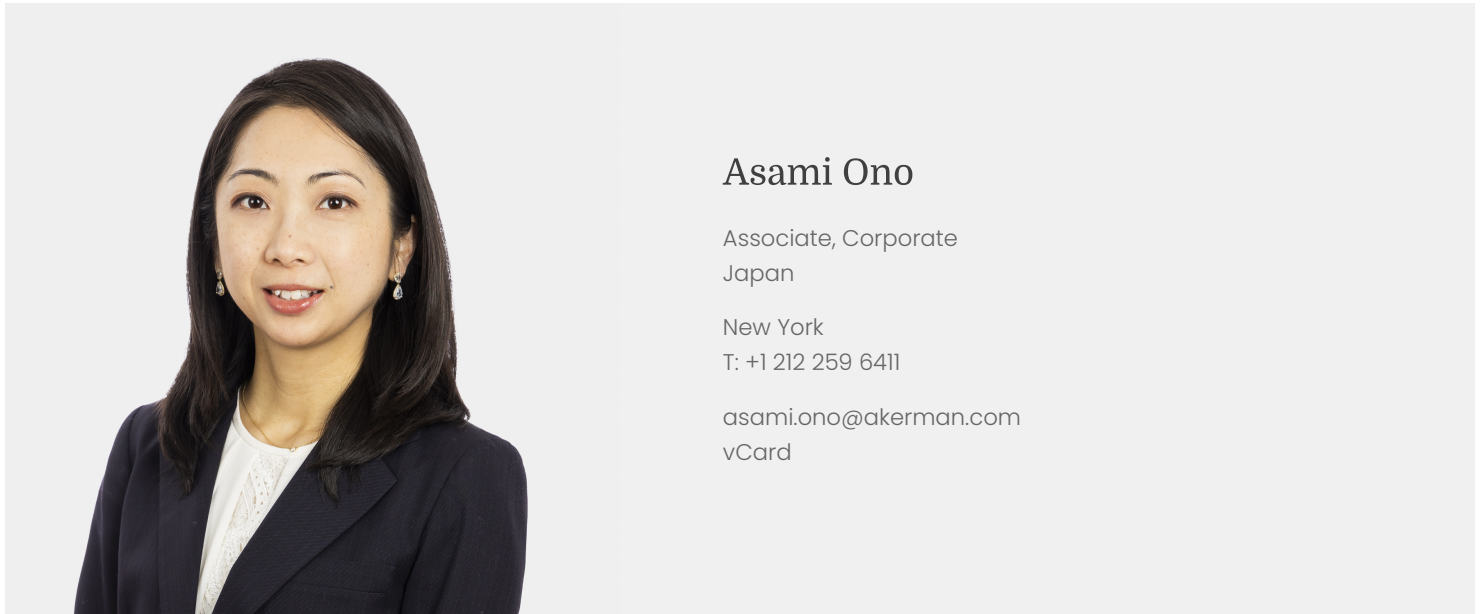 Asami Ono
Associate, Corporate
Japan
New York
T: +1 212 259 6411
asami.ono@akerman.com
vCard